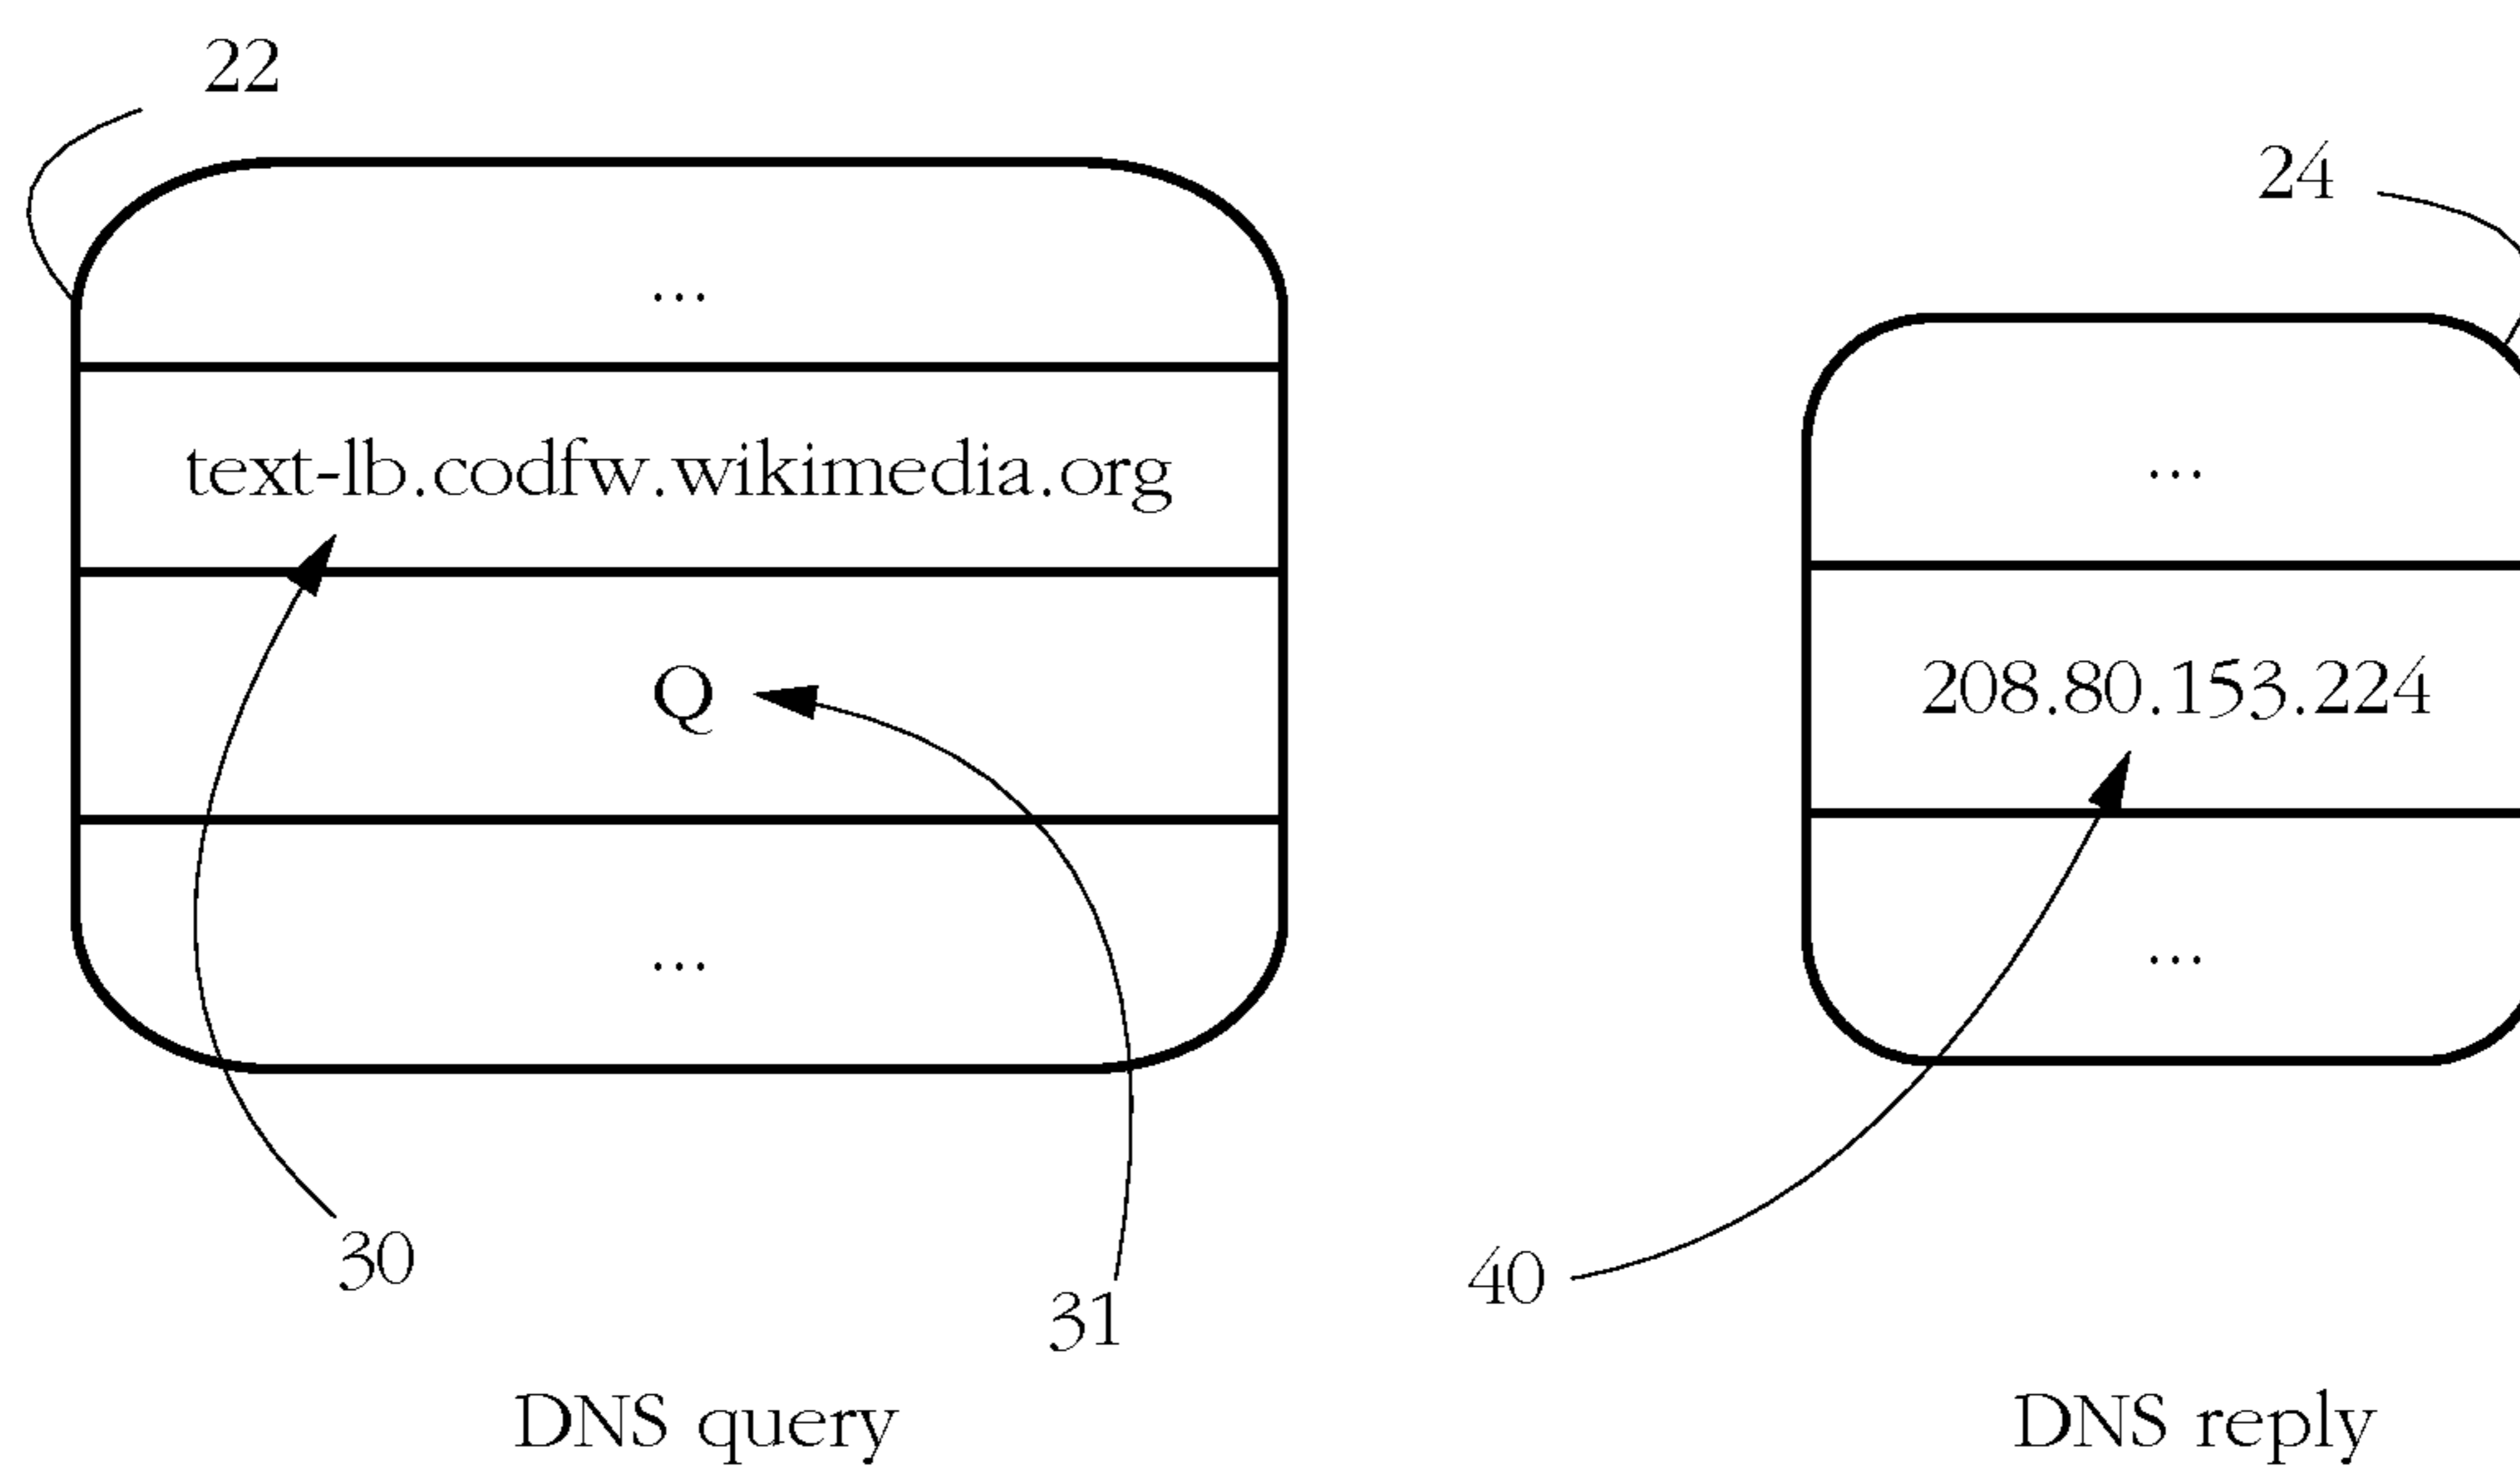 22
...
text-lb.codfw.wikimedia.org
Q
...
30
31
DNS query
24
...
208.80.153.224
...
40
DNS reply